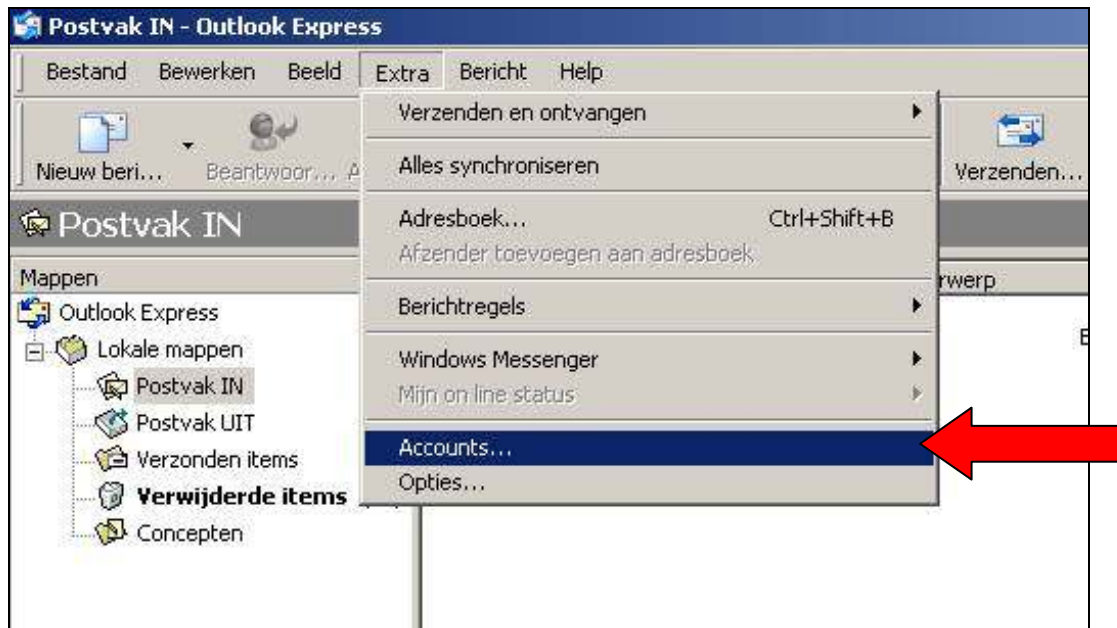 Postvak IN - Outlook Express
Bestand Bewerken Beeld Extra Bericht Help
Nieuw beri... Beantwoor... A Verzenden...
Verzenden en ontvangen
Alles synchroniseren
Adresboek... Ctrl+Shift+B
Afzender toevoegen aan adresboek
Berichtregels
Windows Messenger
Mijn on line status
Accounts...
Opties...
Postvak IN
Mappen
rwerp
Outlook Express
Lokale mappen
Postvak IN
Postvak UIT
Verzonden items
Verwijderde items
Concepten